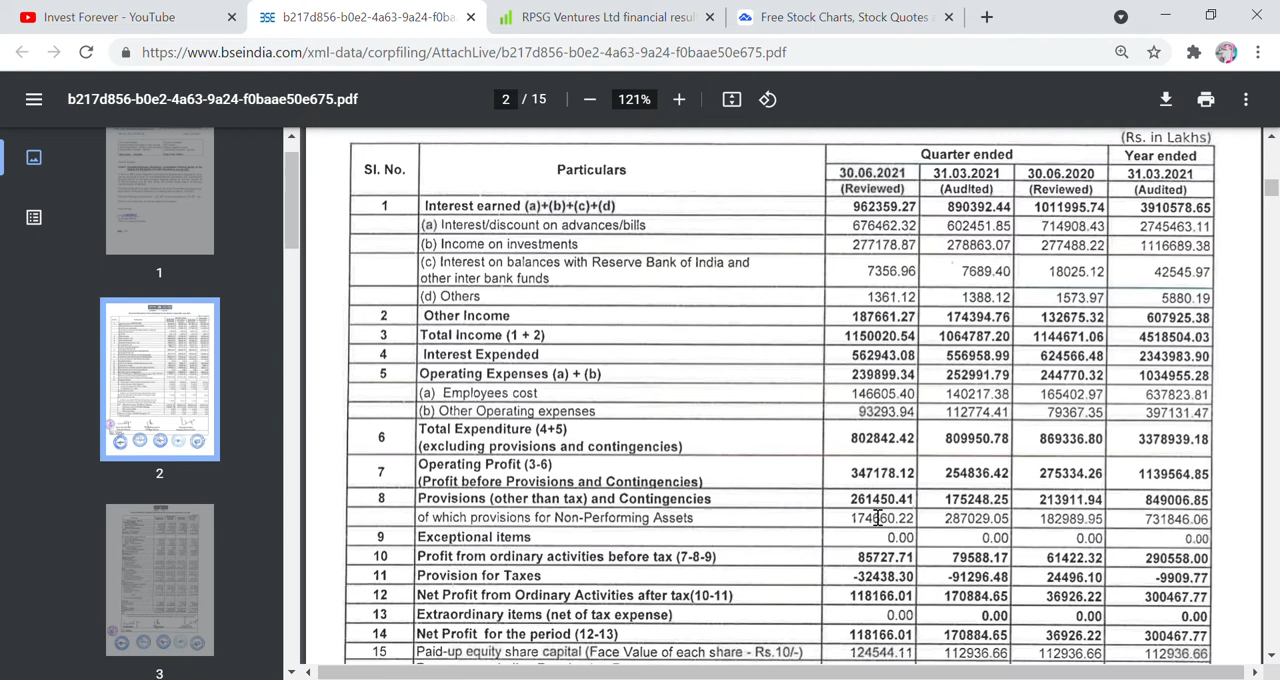 Invest Forever - YouTube
b217d856-b0e2-4a63-9a24-f0ba
RPSG Ventures Ltd financial resul
Free Stock Charts, Stock Quotes a
https://www.bseindia.com/xml-data/corpfiling/AttachLive/b217d856-b0e2-4a63-9a24-f0baae50e675.pdf
b217d856-b0e2-4a63-9a24-f0baae50e675.pdf
2 / 15
121%
1
2
3
(Rs. in Lakhs)
Sl. No. Particulars Quarter ended Year ended
30.06.2021 31.03.2021 30.06.2020 31.03.2021
(Reviewed) (Audited) (Reviewed) (Audited)
1 Interest earned (a)+(b)+(c)+(d) 962359.27 890392.44 1011995.74 3910578.65
(a) Interest/discount on advances/bills 676462.32 602451.85 714908.43 2745463.11
(b) Income on investments 277178.87 278863.07 277488.22 1116689.38
(c) Interest on balances with Reserve Bank of India and
other inter bank funds 7356.96 7689.40 18025.12 42545.97
(d) Others 1361.12 1388.12 1573.97 5880.19
2 Other Income 187661.27 174394.76 132675.32 607925.38
3 Total Income (1 + 2) 1150020.54 1064787.20 1144671.06 4518504.03
4 Interest Expended 562943.08 556958.99 624566.48 2343983.90
5 Operating Expenses (a) + (b) 239899.34 252991.79 244770.32 1034955.28
(a) Employees cost 146605.40 140217.38 165402.97 637823.81
(b) Other Operating expenses 93293.94 112774.41 79367.35 397131.47
6 Total Expenditure (4+5)
(excluding provisions and contingencies) 802842.42 809950.78 869336.80 3378939.18
7 Operating Profit (3-6)
(Profit before Provisions and Contingencies) 347178.12 254836.42 275334.26 1139564.85
8 Provisions (other than tax) and Contingencies 261450.41 175248.25 213911.94 849006.85
of which provisions for Non-Performing Assets 287029.05 182989.95 731846.06
9 Exceptional items 0.00 0.00 0.00 0.00
10 Profit from ordinary activities before tax (7-8-9) 85727.71 79588.17 61422.32 290558.00
11 Provision for Taxes -32438.30 -91296.48 24496.10 -9909.77
12 Net Profit from Ordinary Activities after tax(10-11) 118166.01 170884.65 36926.22 300467.77
13 Extraordinary items (net of tax expense) 0.00 0.00 0.00 0.00
14 Net Profit for the period (12-13) 118166.01 170884.65 36926.22 300467.77
15 Paid-up equity share capital (Face Value of each share - Rs.10/-) 124544.11 112936.66 112936.66 112936.66